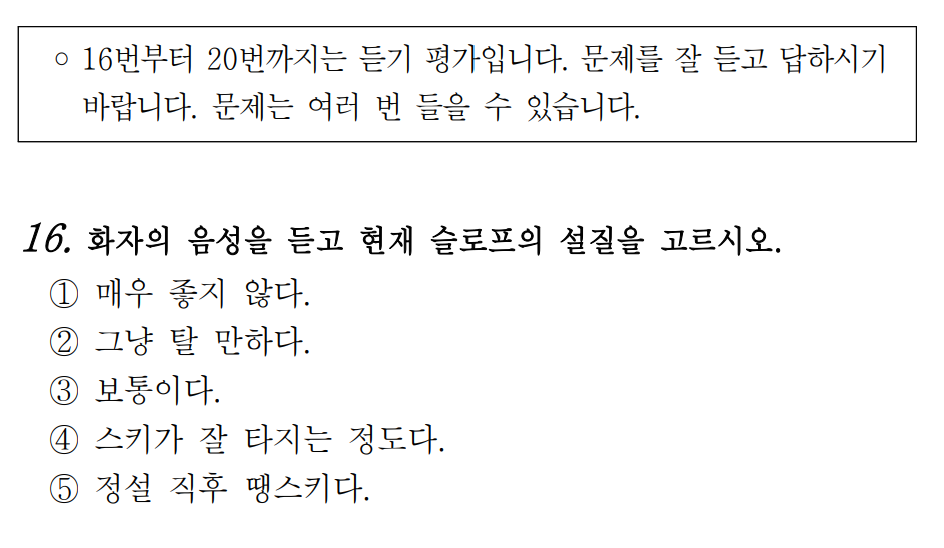 ○ 16번부터 20번까지는 듣기 평가입니다. 문제를 잘 듣고 답하시기
바랍니다. 문제는 여러 번 들을 수 있습니다.
16. 화자의 음성을 듣고 현재 슬로프의 설질을 고르시오.
① 매우 좋지 않다.
② 그냥 탈 만하다.
③ 보통이다.
④ 스키가 잘 타지는 정도다.
⑤ 정설 직후 땡스키다.